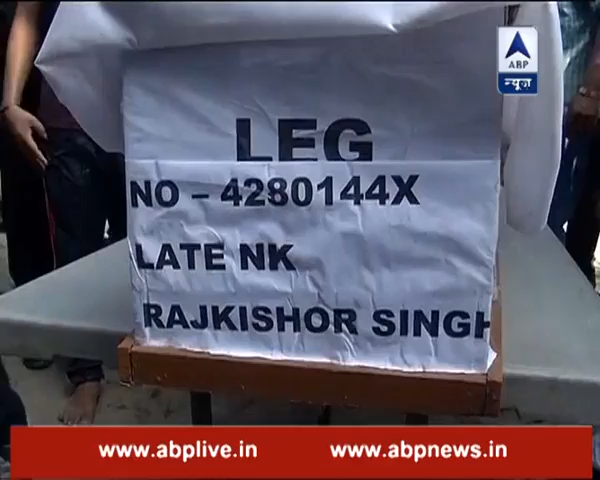 ABP
न्यूज़
LEG
NO – 4280144X
LATE NK
RAJKISHOR SINGH
www.abplive.in www.abpnews.in